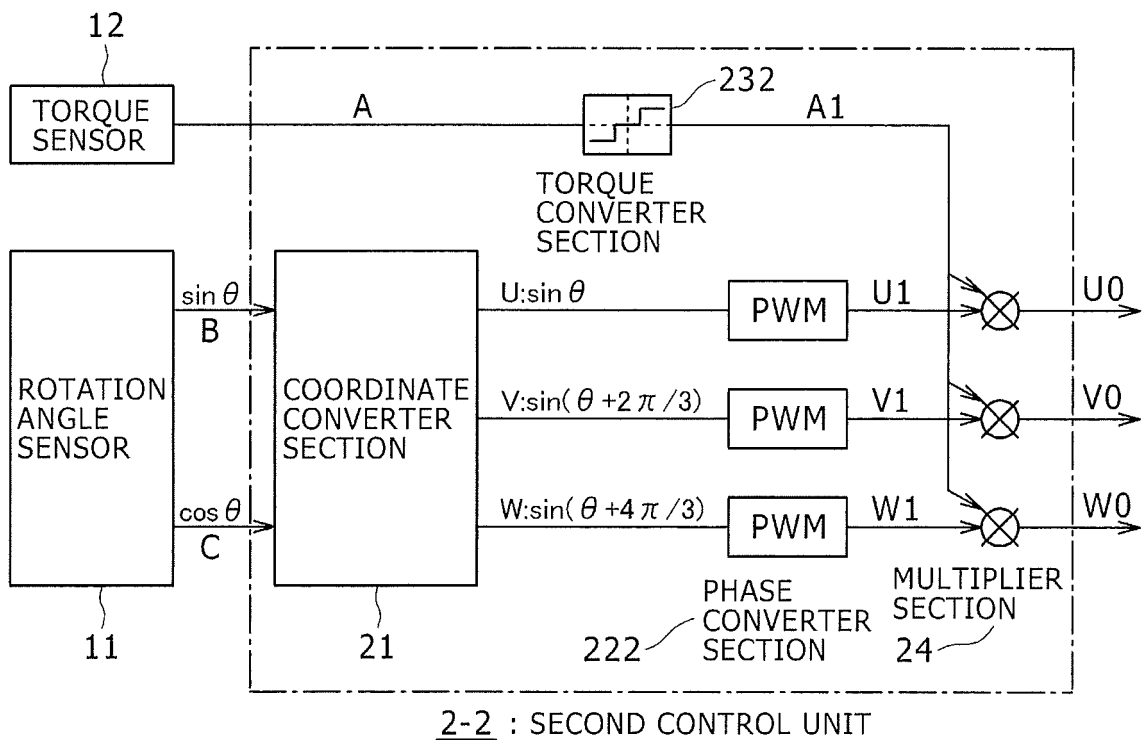 12
TORQUE
SENSOR
A
232
A1
TORQUE
CONVERTER
SECTION
ROTATION
ANGLE
SENSOR
sin θ
B
cos θ
C
11
COORDINATE
CONVERTER
SECTION
21
U:sin θ
PWM
U1
U0
V:sin(θ+2π/3)
PWM
V1
V0
W:sin(θ+4π/3)
PWM
W1
W0
PHASE
CONVERTER
SECTION
222
MULTIPLIER
SECTION
24
2-2 : SECOND CONTROL UNIT